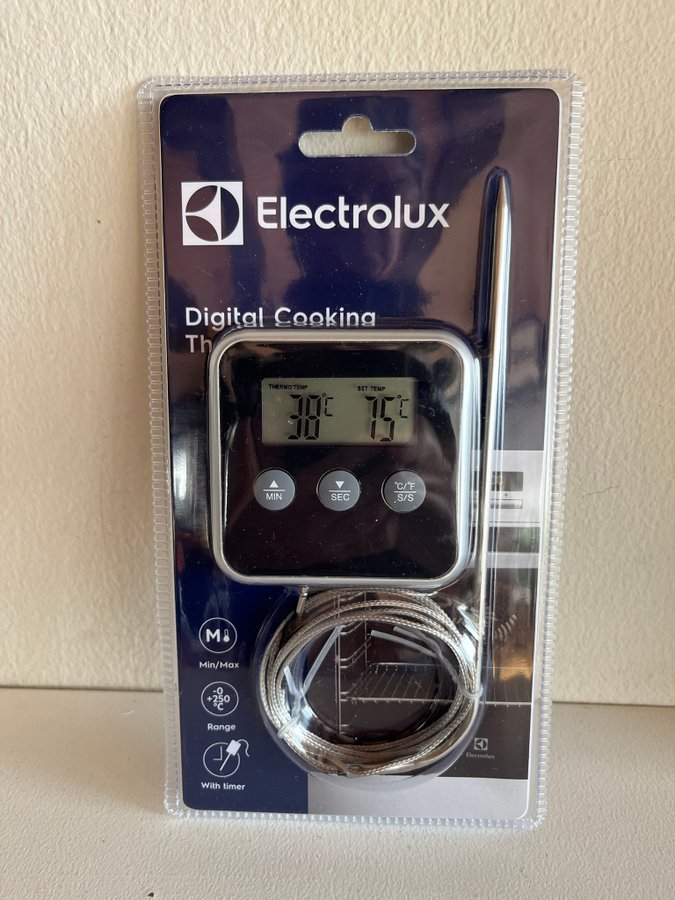 Electrolux
Digital Cooking
Th
THERMO TEMP SET TEMP
38°C 75°C
▲ ▼ °C/°F
MIN SEC S/S
M
Min/Max
-0
+250
°C
Range
With timer
Electrolux